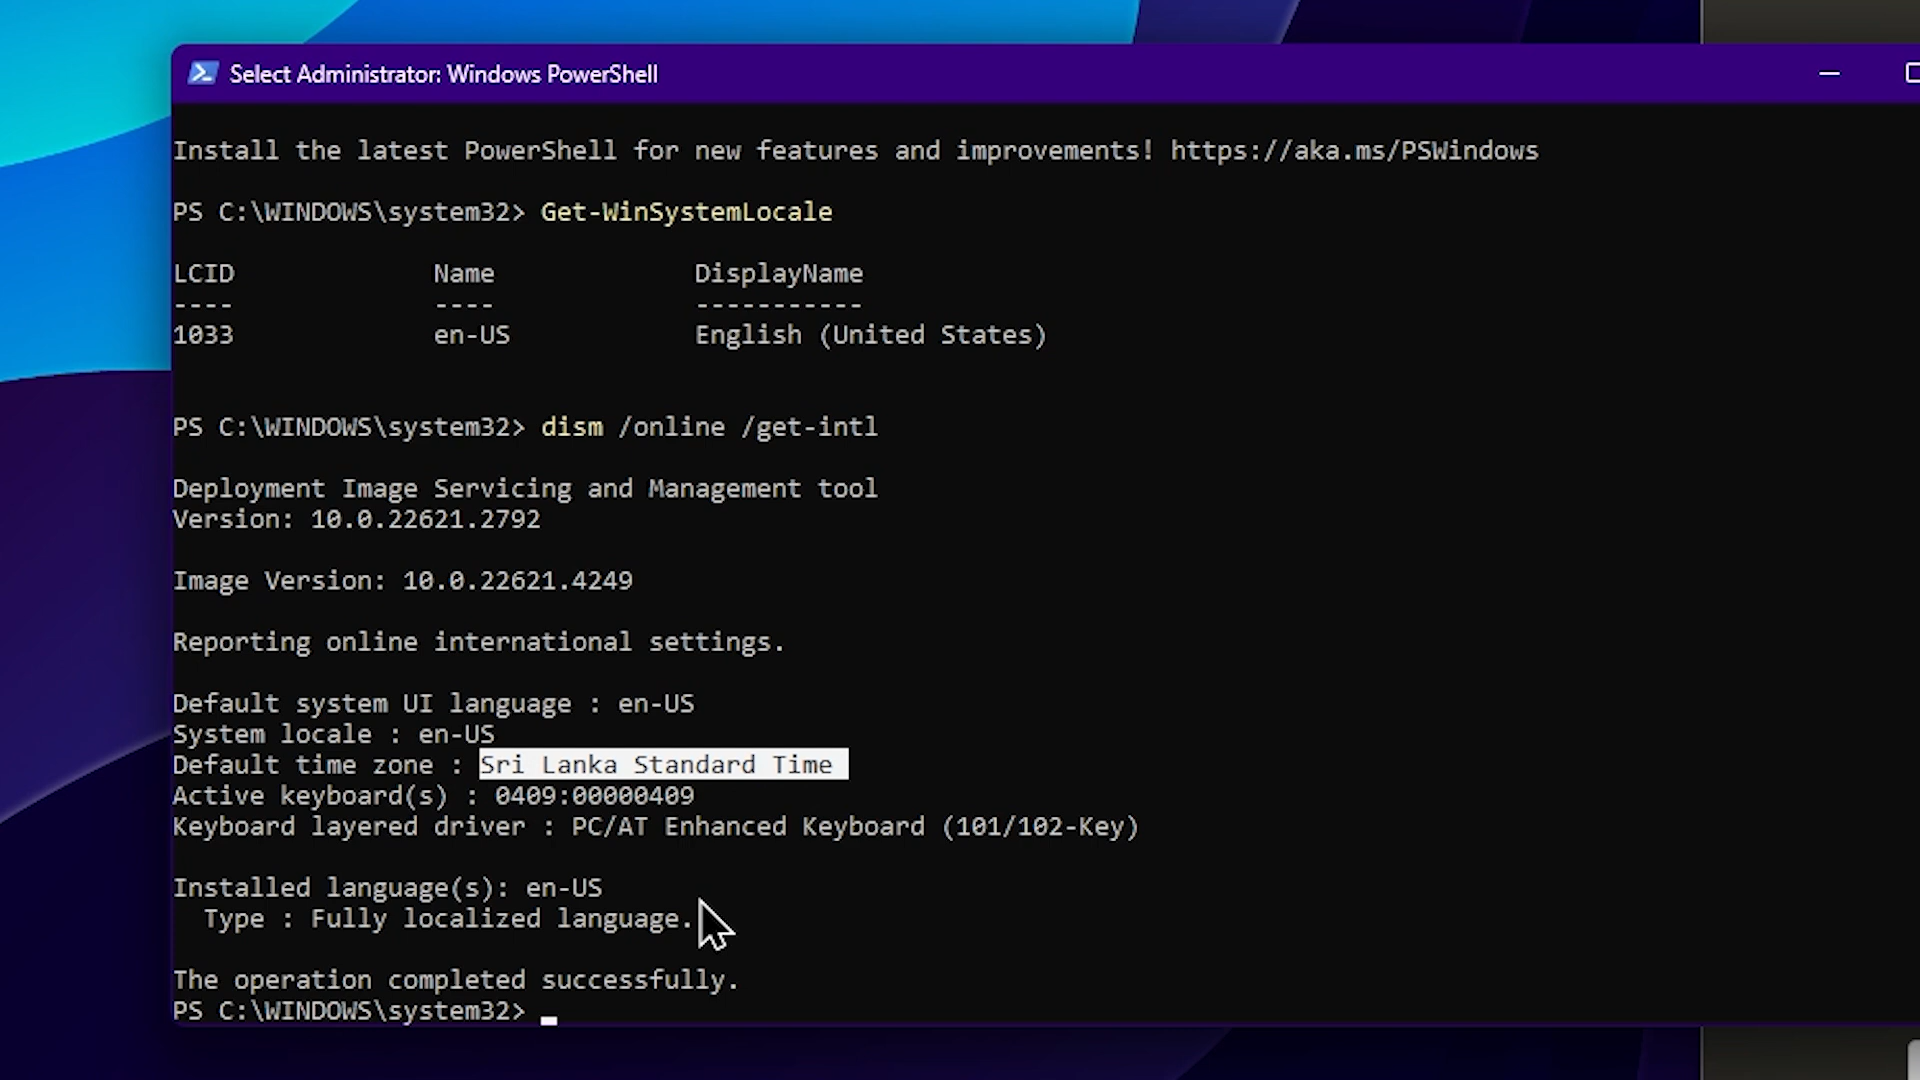 Select Administrator: Windows PowerShell
Install the latest PowerShell for new features and improvements! https://aka.ms/PSWindows
PS C:\WINDOWS\system32> Get-WinSystemLocale
LCID Name DisplayName
---- ---- -----------
1033 en-US English (United States)
PS C:\WINDOWS\system32> dism /online /get-intl
Deployment Image Servicing and Management tool
Version: 10.0.22621.2792
Image Version: 10.0.22621.4249
Reporting online international settings.
Default system UI language : en-US
System locale : en-US
Default time zone : Sri Lanka Standard Time
Active keyboard(s) : 0409:00000409
Keyboard layered driver : PC/AT Enhanced Keyboard (101/102-Key)
Installed language(s): en-US
Type : Fully localized language.
The operation completed successfully.
PS C:\WINDOWS\system32>